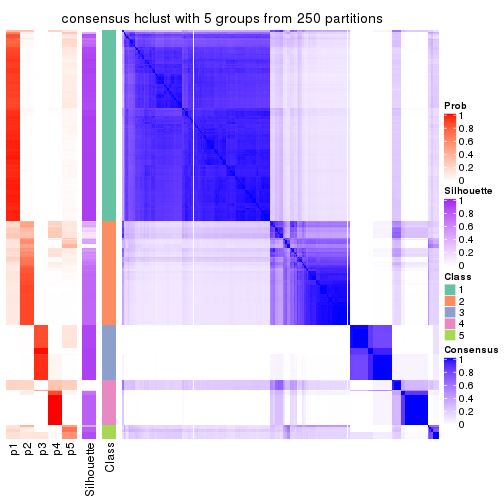 consensus hclust with 5 groups from 250 partitions
Prob
1
0.8
0.6
0.4
0.2
0
Silhouette
1
0.8
0.6
0.4
0.2
0
Class
1
2
3
4
5
Consensus
1
0.8
0.6
0.4
0.2
0
p1
p2
p3
p4
p5
Silhouette
Class